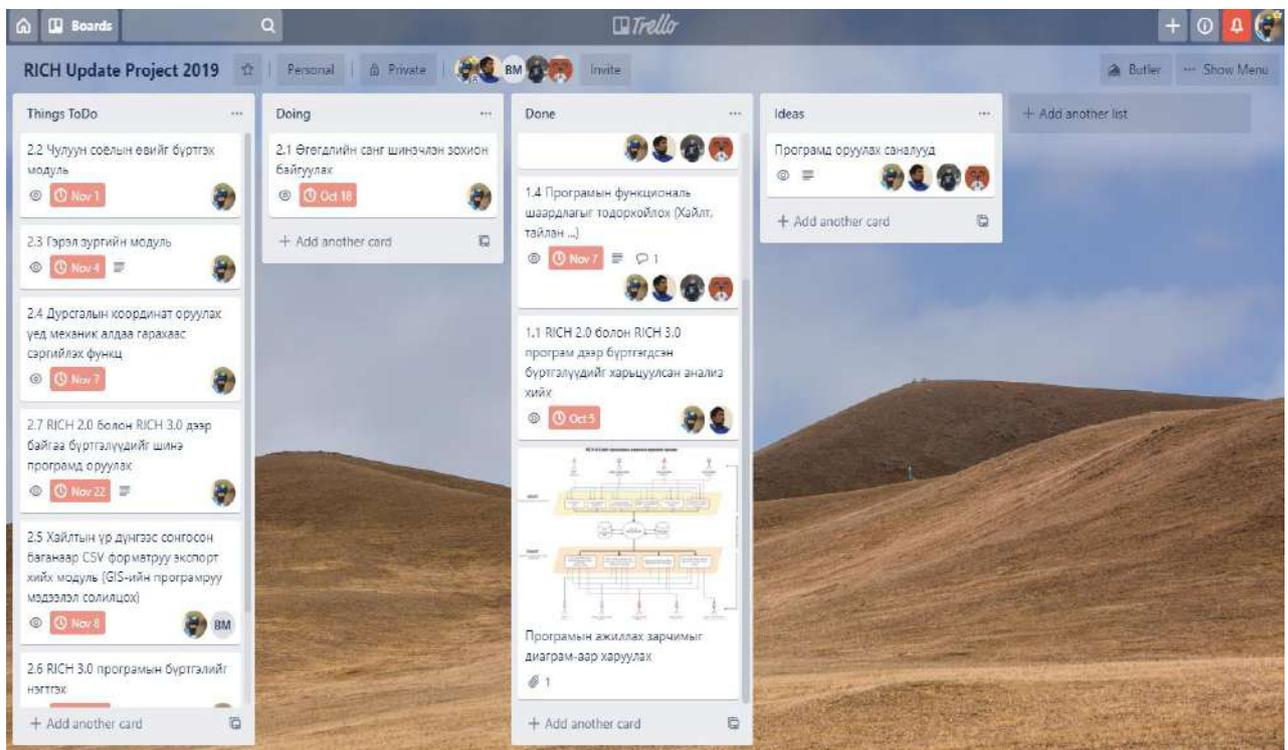 Boards
Trello
RICH Update Project 2019
Personal
Private
BM
Invite
Butler
... Show Menu
Things ToDo
2.2 Чулуун соёлын өвийг бүртгэх
модуль
Nov 1
2.3 Гэрэл зургийн модуль
Nov 4
2.4 Дурсгалын координат оруулах
үед механик алдаа гарахаас
сэргийлэх функц
Nov 7
2.7 RICH 2.0 болон RICH 3.0 дээр
байгаа бүртгэлүүдийг шинэ
програмд оруулах
Nov 22
2.5 Хайлтын үр дүнгээс сонгосон
баганаар CSV форматруу экспорт
хийх модуль (GIS-ийн програмруу
мэдээлэл солилцох)
Nov 8
BM
2.6 RICH 3.0 програмын бүртгэлийг
нэгтгэх
+ Add another card
Doing
2.1 Өгөгдлийн санг шинэчлэн зохион
байгуулах
Oct 18
+ Add another card
Done
1.4 Програмын функциональ
шаардлагыг тодорхойлох (Хайлт,
тайлан ...)
Nov 7
1
1.1 RICH 2.0 болон RICH 3.0
програм дээр бүртгэгдсэн
бүртгэлүүдийг харьцуулсан анализ
хийх
Oct 5
Програмын ажиллах зарчимыг
диаграм-аар харуулах
1
+ Add another card
Ideas
Програмд оруулах саналууд
+ Add another card
+ Add another list